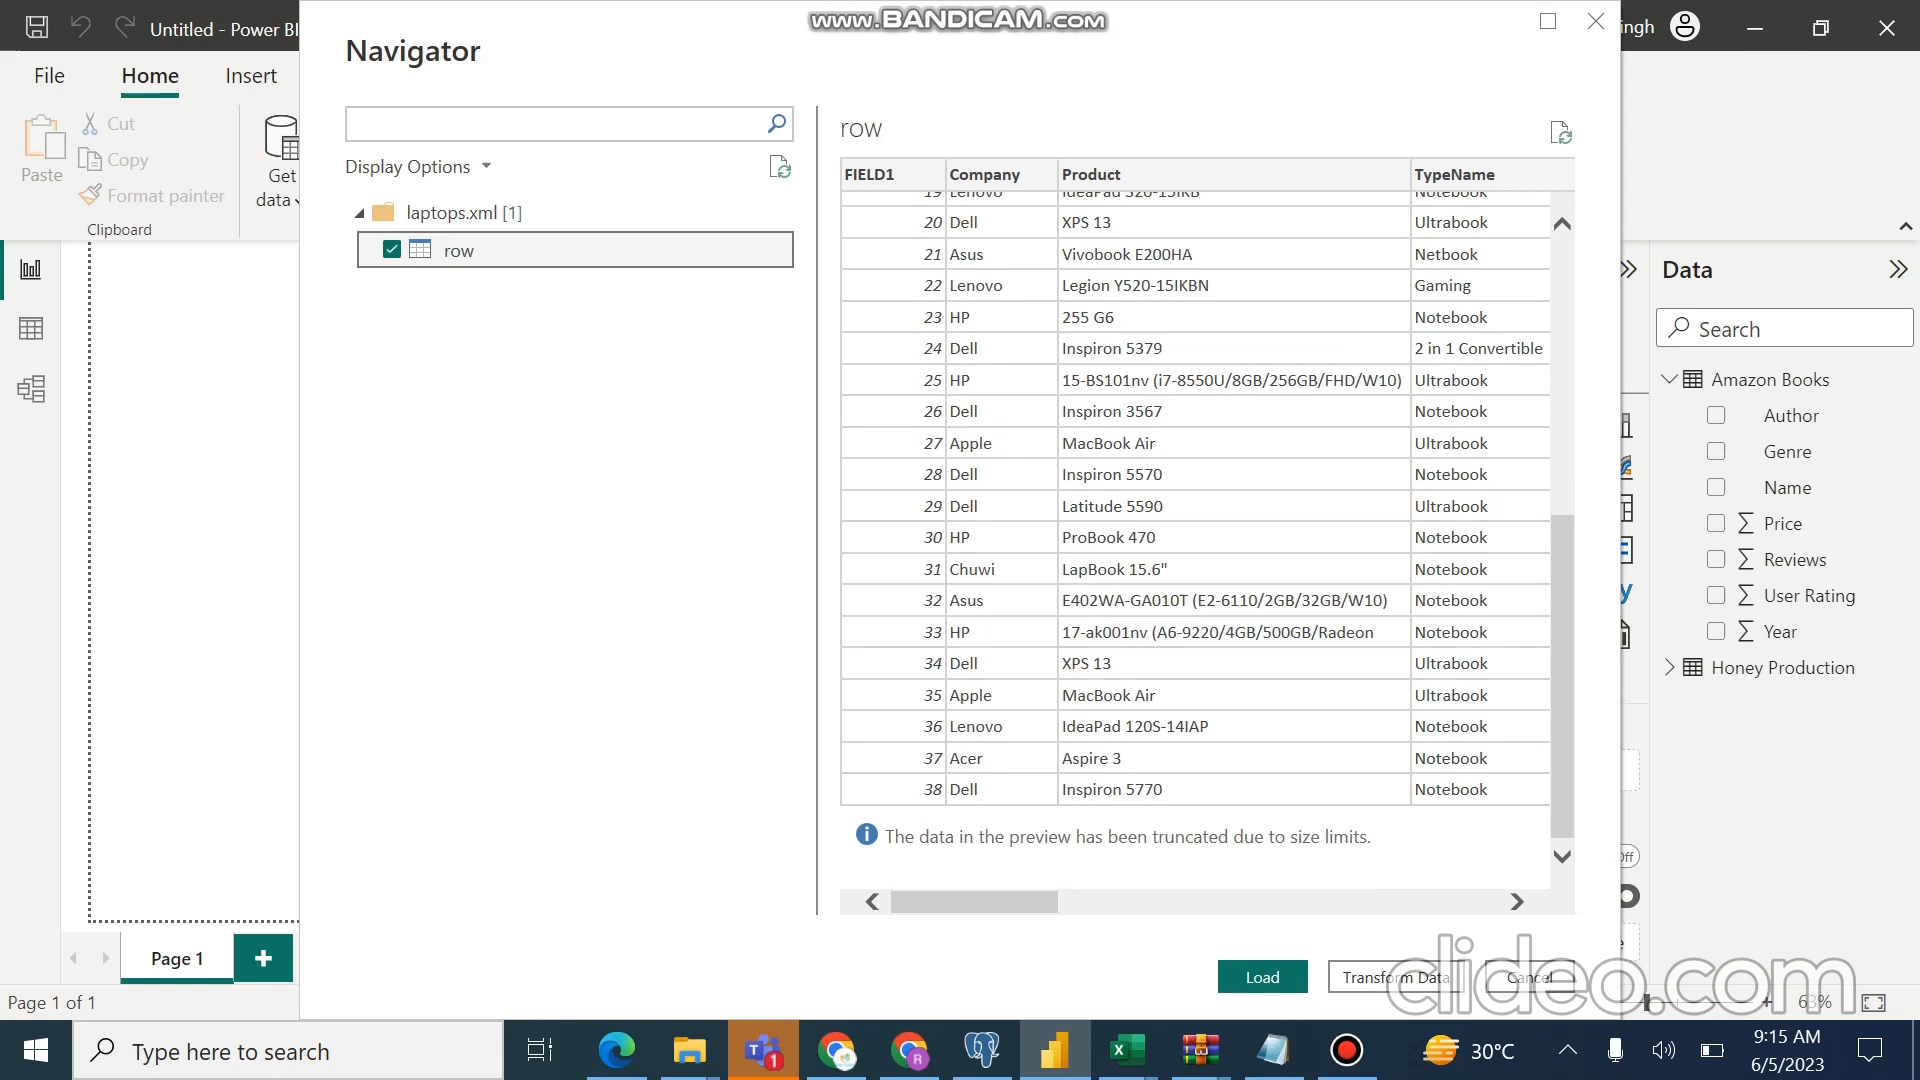 www.BANDICAM.com
Untitled - Power BI
ingh
File
Home
Insert
Paste
Cut
Copy
Format painter
Clipboard
Get
data
Navigator
Display Options
laptops.xml [1]
row
row
FIELD1 Company Product TypeName
19 Lenovo IdeaPad 320-15IKB Notebook
20 Dell XPS 13 Ultrabook
21 Asus Vivobook E200HA Netbook
22 Lenovo Legion Y520-15IKBN Gaming
23 HP 255 G6 Notebook
24 Dell Inspiron 5379 2 in 1 Convertible
25 HP 15-BS101nv (i7-8550U/8GB/256GB/FHD/W10) Ultrabook
26 Dell Inspiron 3567 Notebook
27 Apple MacBook Air Ultrabook
28 Dell Inspiron 5570 Notebook
29 Dell Latitude 5590 Ultrabook
30 HP ProBook 470 Notebook
31 Chuwi LapBook 15.6" Notebook
32 Asus E402WA-GA010T (E2-6110/2GB/32GB/W10) Notebook
33 HP 17-ak001nv (A6-9220/4GB/500GB/Radeon Notebook
34 Dell XPS 13 Ultrabook
35 Apple MacBook Air Ultrabook
36 Lenovo IdeaPad 120S-14IAP Notebook
37 Acer Aspire 3 Notebook
38 Dell Inspiron 5770 Notebook
The data in the preview has been truncated due to size limits.
Load
Transform Data
Cancel
Data
Search
Amazon Books
Author
Genre
Name
Price
Reviews
User Rating
Year
Honey Production
Page 1
Page 1 of 1
63%
clideo.com
Type here to search
30°C
9:15 AM
6/5/2023